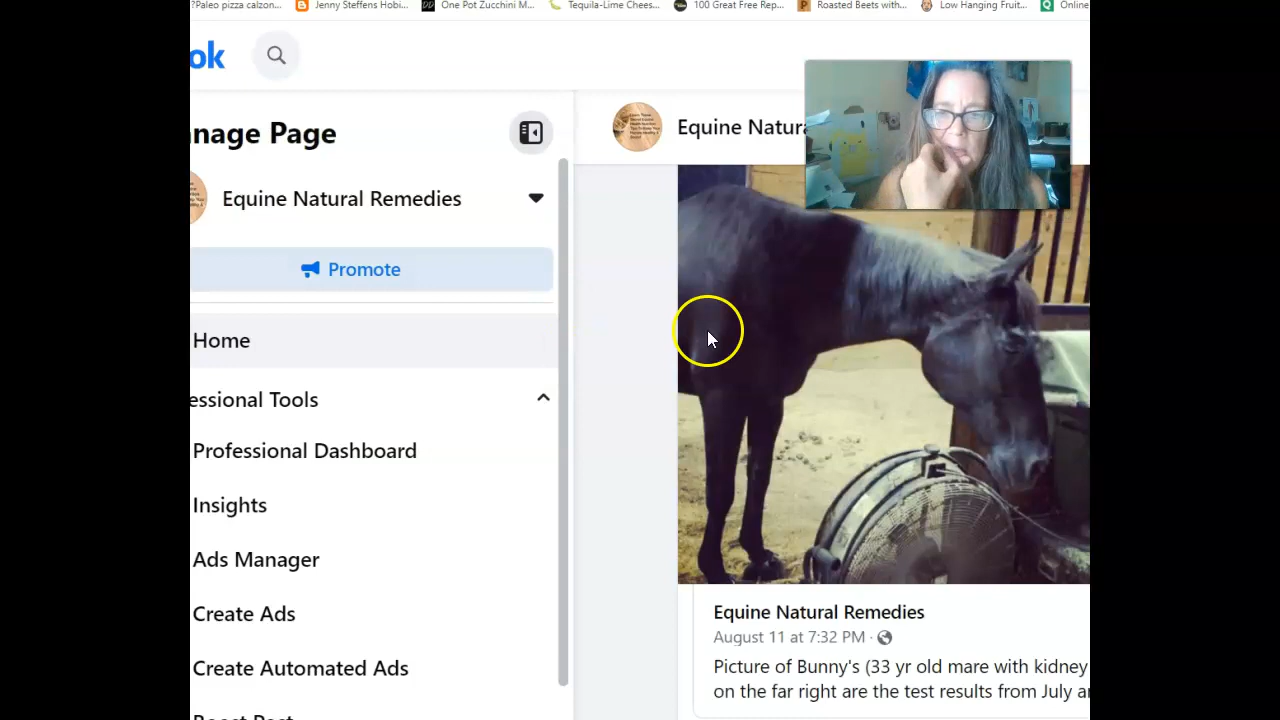 ?Paleo pizza calzon...
Jenny Steffens Hobi...
One Pot Zucchini M...
Tequila-Lime Chees...
100 Great Free Rep...
Roasted Beets with...
Low Hanging Fruit...
Online
ok
nage Page
Equine Natura
Equine Natural Remedies
Promote
Home
essional Tools
Professional Dashboard
Insights
Ads Manager
Create Ads
Create Automated Ads
Boost Post
Equine Natural Remedies
August 11 at 7:32 PM ·
Picture of Bunny's (33 yr old mare with kidney
on the far right are the test results from July a